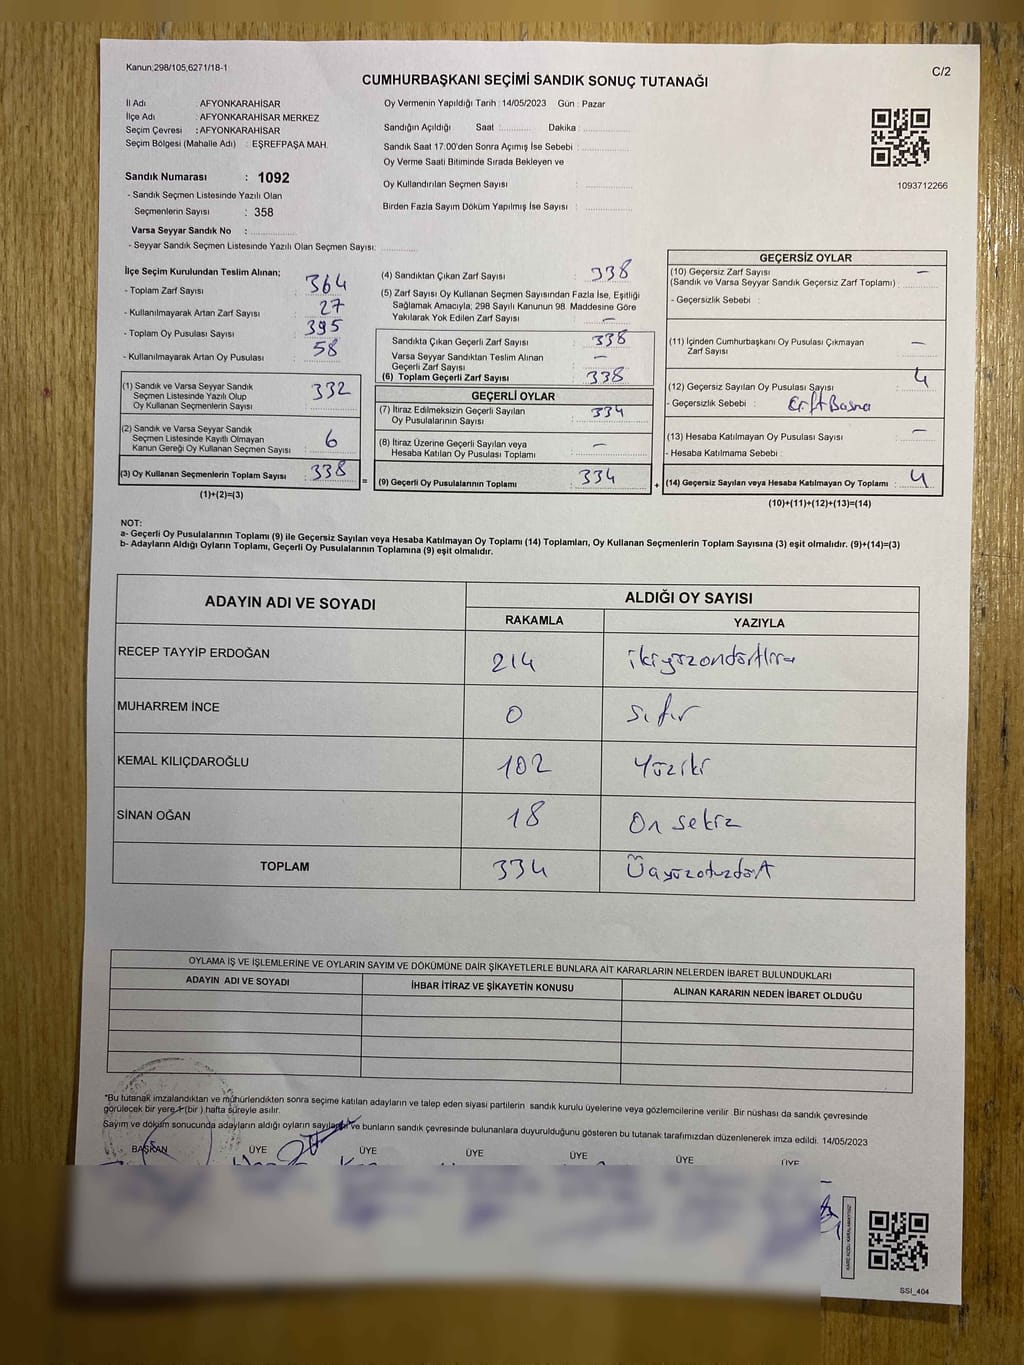 Kanun;298/105,6271/18-1
C/2
CUMHURBAŞKANI SEÇİMİ SANDIK SONUÇ TUTANAĞI
İl Adı : AFYONKARAHİSAR
İlçe Adı : AFYONKARAHİSAR MERKEZ
Seçim Çevresi : AFYONKARAHİSAR
Seçim Bölgesi (Mahalle Adı) : EŞREFPAŞA MAH.
Sandık Numarası : 1092
- Sandık Seçmen Listesinde Yazılı Olan
Seçmenlerin Sayısı : 358
Varsa Seyyar Sandık No :
- Seyyar Sandık Seçmen Listesinde Yazılı Olan Seçmen Sayısı:
Oy Vermenin Yapıldığı Tarih : 14/05/2023 Gün : Pazar
Sandığın Açıldığı Saat : Dakika :
Sandık Saat 17:00'den Sonra Açımış İse Sebebi :
Oy Verme Saati Bitiminde Sırada Bekleyen ve
Oy Kullandırılan Seçmen Sayısı :
Birden Fazla Sayım Döküm Yapılmış İse Sayısı :
1093712266
İlçe Seçim Kurulundan Teslim Alınan;
- Toplam Zarf Sayısı : 364
- Kullanılmayarak Artan Zarf Sayısı : 27
- Toplam Oy Pusulası Sayısı : 395
- Kullanılmayarak Artan Oy Pusulası : 58
(1) Sandık ve Varsa Seyyar Sandık
Seçmen Listesinde Yazılı Olup
Oy Kullanan Seçmenlerin Sayısı : 332
(2) Sandık ve Varsa Seyyar Sandık
Seçmen Listesinde Kayıtlı Olmayan
Kanun Gereği Oy Kullanan Seçmen Sayısı : 6
(3) Oy Kullanan Seçmenlerin Toplam Sayısı : 338
(1)+(2)=(3)
=
(4) Sandıktan Çıkan Zarf Sayısı : 338
(5) Zarf Sayısı Oy Kullanan Seçmen Sayısından Fazla İse, Eşitliği
Sağlamak Amacıyla; 298 Sayılı Kanunun 98. Maddesine Göre
Yakılarak Yok Edilen Zarf Sayısı : –
Sandıkta Çıkan Geçerli Zarf Sayısı : 338
Varsa Seyyar Sandıktan Teslim Alınan
Geçerli Zarf Sayısı : –
(6) Toplam Geçerli Zarf Sayısı : 338
GEÇERLİ OYLAR
(7) İtiraz Edilmeksizin Geçerli Sayılan
Oy Pusulalarının Sayısı : 334
(8) İtiraz Üzerine Geçerli Sayılan veya
Hesaba Katılan Oy Pusulası Toplamı : –
(9) Geçerli Oy Pusulalarının Toplamı : 334
+
GEÇERSİZ OYLAR
(10) Geçersiz Zarf Sayısı –
(Sandık ve Varsa Seyyar Sandık Geçersiz Zarf Toplamı) :
- Geçersizlik Sebebi :
(11) İçinden Cumhurbaşkanı Oy Pusulası Çıkmayan
Zarf Sayısı : –
(12) Geçersiz Sayılan Oy Pusulası Sayısı : 4
- Geçersizlik Sebebi :
(13) Hesaba Katılmayan Oy Pusulası Sayısı : –
- Hesaba Katılmama Sebebi :
(14) Geçersiz Sayılan veya Hesaba Katılmayan Oy Toplamı : 4
(10)+(11)+(12)+(13)=(14)
NOT:
a- Geçerli Oy Pusulalarının Toplamı (9) ile Geçersiz Sayılan veya Hesaba Katılmayan Oy Toplamı (14) Toplamları, Oy Kullanan Seçmenlerin Toplam Sayısına (3) eşit olmalıdır. (9)+(14)=(3)
b- Adayların Aldığı Oyların Toplamı, Geçerli Oy Pusulalarının Toplamına (9) eşit olmalıdır.
ADAYIN ADI VE SOYADI
ALDIĞI OY SAYISI
RAKAMLA YAZIYLA
RECEP TAYYİP ERDOĞAN 214
MUHARREM İNCE 0 sıfır
KEMAL KILIÇDAROĞLU 102 Yüziki
SİNAN OĞAN 18 On sekiz
TOPLAM 334 Üçyüzotuzdört
OYLAMA İŞ VE İŞLEMLERİNE VE OYLARIN SAYIM VE DÖKÜMÜNE DAİR ŞİKAYETLERLE BUNLARA AİT KARARLARIN NELERDEN İBARET BULUNDUKLARI
ADAYIN ADI VE SOYADI İHBAR İTİRAZ VE ŞİKAYETİN KONUSU ALINAN KARARIN NEDEN İBARET OLDUĞU
*Bu tutanak imzalandıktan ve mühürlendikten sonra seçime katılan adayların ve talep eden siyasi partilerin sandık kurulu üyelerine veya gözlemcilerine verilir. Bir nüshası da sandık çevresinde
görülecek bir yere 1 (bir) hafta süreyle asılır.
Sayım ve döküm sonucunda adayların aldığı oyların sayıları ve bunların sandık çevresinde bulunanlara duyurulduğunu gösteren bu tutanak tarafımızdan düzenlenerek imza edildi. 14/05/2023
BAŞKAN ÜYE ÜYE ÜYE ÜYE ÜYE ÜYE
SSI_404